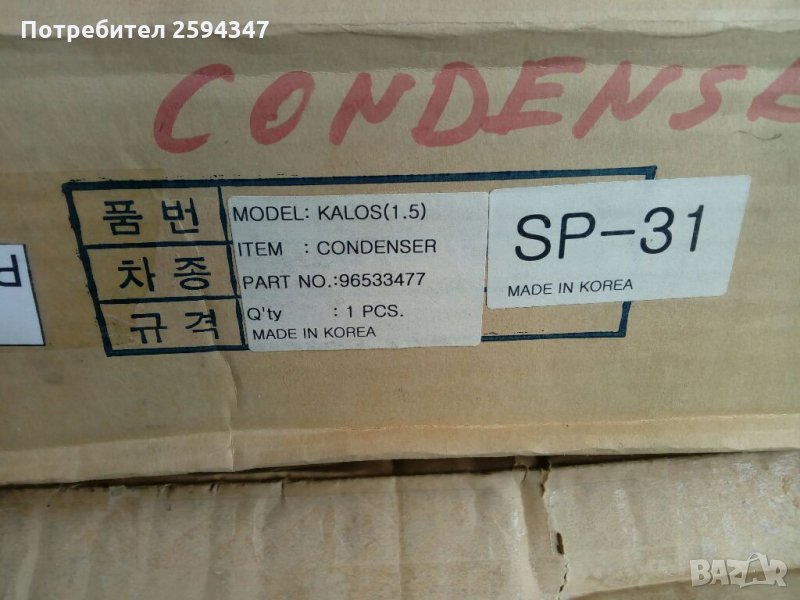 Потребител 2594347
CONDENSE
품번
차종
규격
MODEL: KALOS(1.5)
ITEM : CONDENSER
PART NO.:96533477
Q'ty : 1 PCS.
MADE IN KOREA
SP-31
MADE IN KOREA
BAZAR